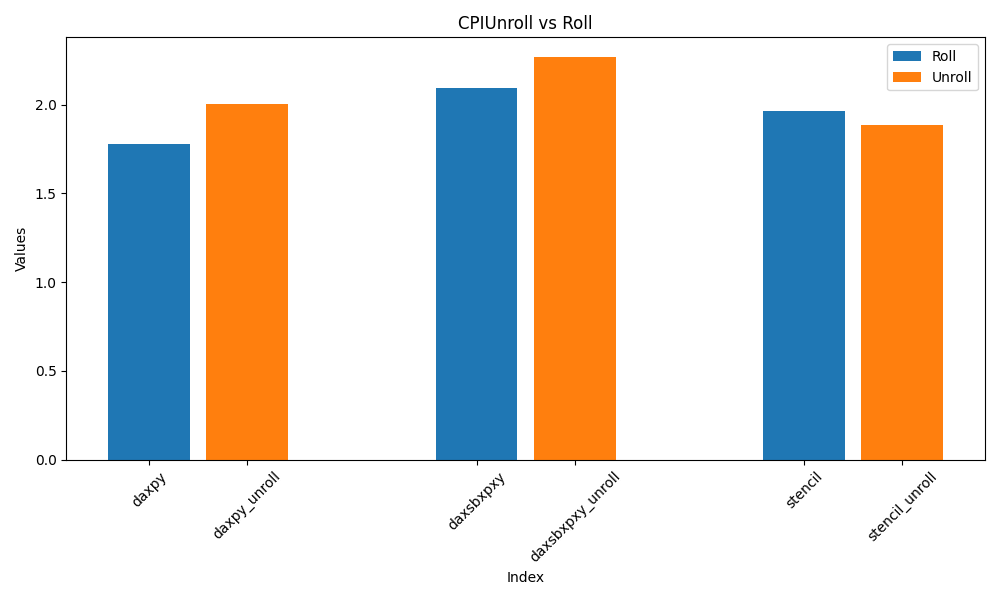 CPIUnroll vs Roll
Roll
Unroll
Values
2.0
1.5
1.0
0.5
0.0
daxpy
daxpy_unroll
daxsbxpxy
daxsbxpxy_unroll
stencil
stencil_unroll
Index